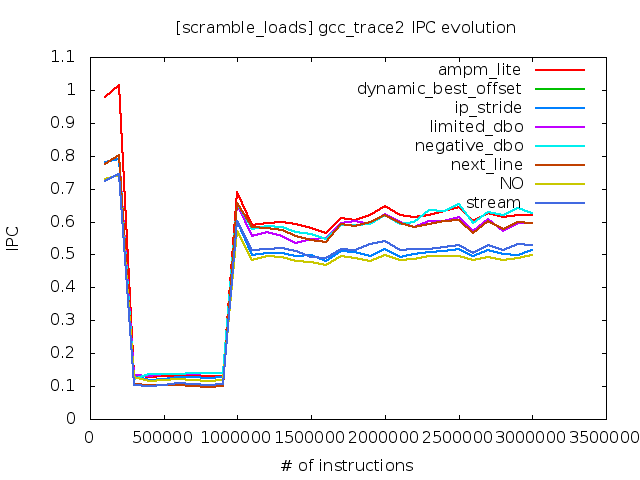 [scramble_loads] gcc_trace2 IPC evolution
1.1
1
0.9
0.8
0.7
0.6
0.5
0.4
0.3
0.2
0.1
0
IPC
ampm_lite
dynamic_best_offset
ip_stride
limited_dbo
negative_dbo
next_line
NO
stream
0 500000 1000000 1500000 2000000 2500000 3000000 3500000
# of instructions